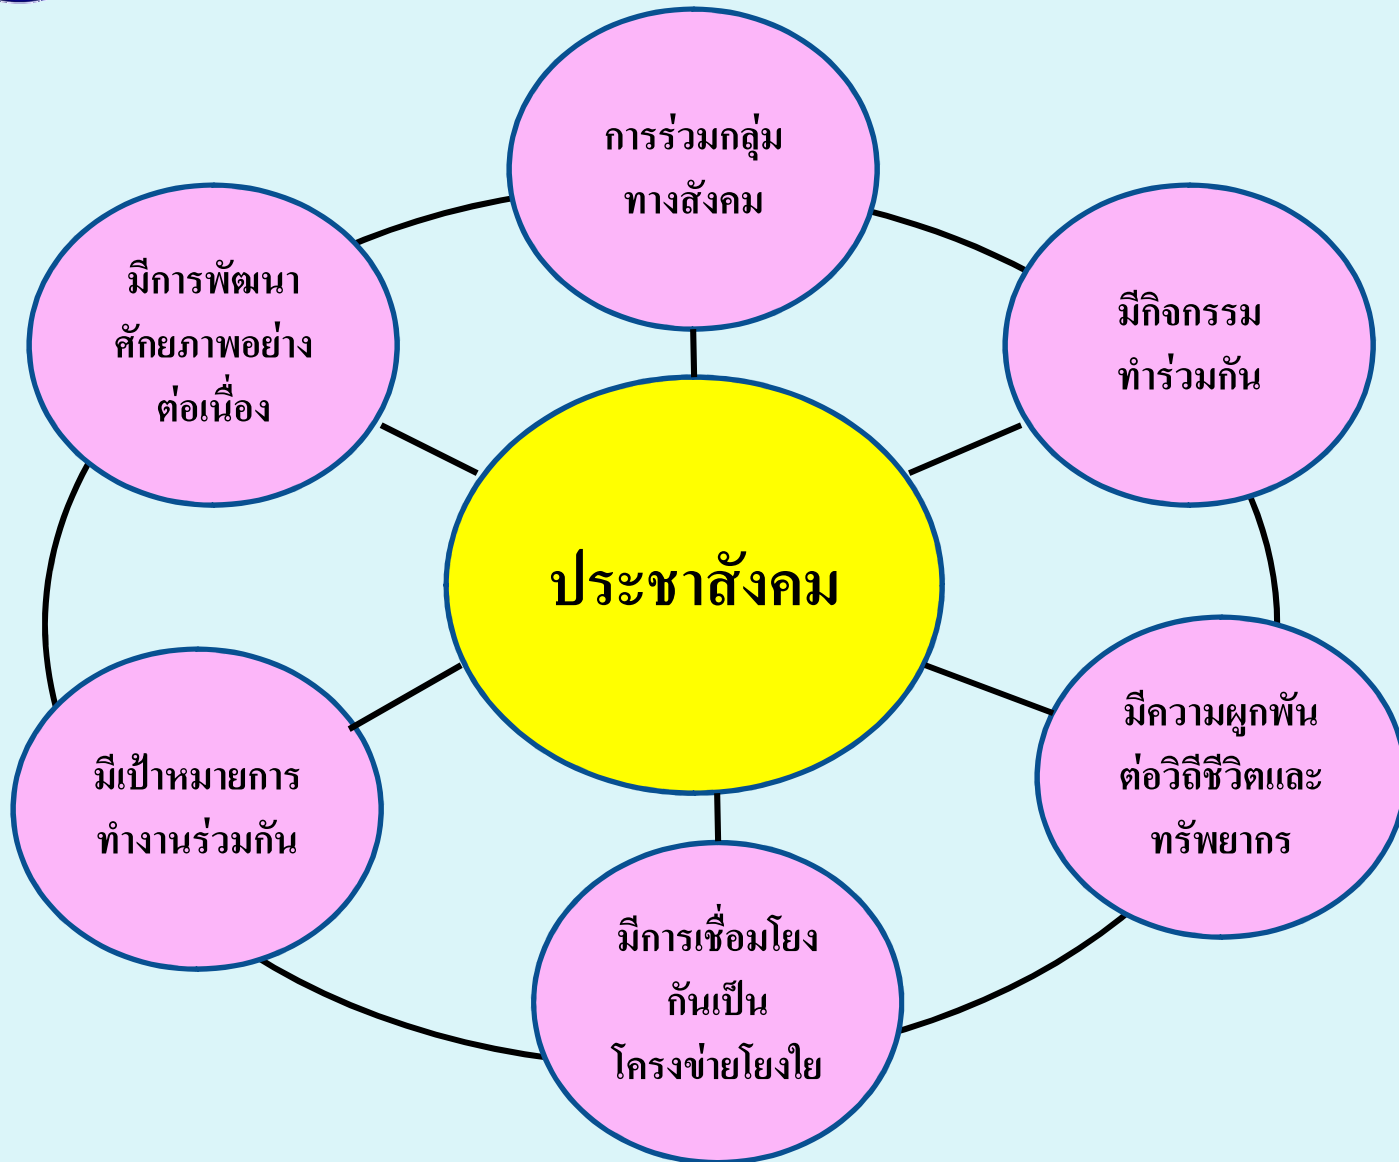 การร่วมกลุ่ม
ทางสังคม
มีกิจกรรม
ทำร่วมกัน
มีความผูกพัน
ต่อวิถีชีวิตและ
ทรัพยากร
มีการเชื่อมโยง
กันเป็น
โครงข่ายโยงใย
มีเป้าหมายการ
ทำงานร่วมกัน
มีการพัฒนา
ศักยภาพอย่าง
ต่อเนื่อง
ประชาสังคม